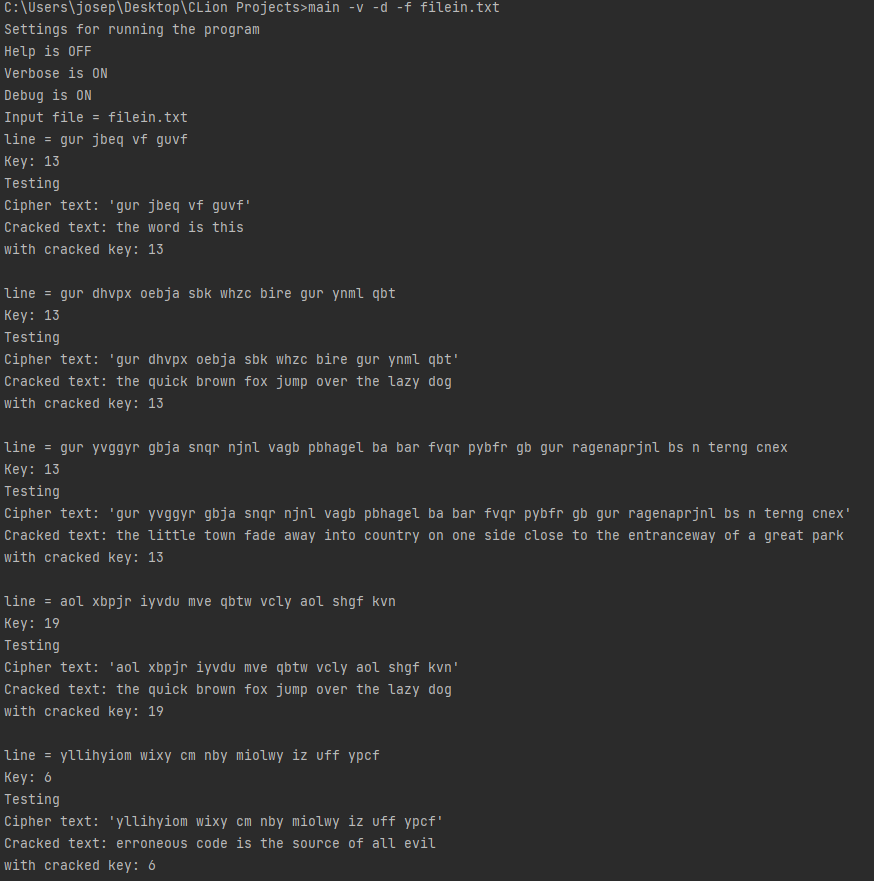 C:\Users\josep\Desktop\CLion Projects>main -v -d -f filein.txt
Settings for running the program
Help is OFF
Verbose is ON
Debug is ON
Input file = filein.txt
line = gur jbeq vf guvf
Key: 13
Testing
Cipher text: 'gur jbeq vf guvf'
Cracked text: the word is this
with cracked key: 13
line = gur dhvpx oebja sbk whzc bire gur ynml qbt
Key: 13
Testing
Cipher text: 'gur dhvpx oebja sbk whzc bire gur ynml qbt'
Cracked text: the quick brown fox jump over the lazy dog
with cracked key: 13
line = gur yvggyr gbja snqr njnl vagb pbhagel ba bar fvqr pybfr gb gur ragenaprjnl bs n terng cnex
Key: 13
Testing
Cipher text: 'gur yvggyr gbja snqr njnl vagb pbhagel ba bar fvqr pybfr gb gur ragenaprjnl bs n terng cnex'
Cracked text: the little town fade away into country on one side close to the entranceway of a great park
with cracked key: 13
line = aol xbpjr iyvdu mve qbtw vcly aol shgf kvn
Key: 19
Testing
Cipher text: 'aol xbpjr iyvdu mve qbtw vcly aol shgf kvn'
Cracked text: the quick brown fox jump over the lazy dog
with cracked key: 19
line = yllihyiom wixy cm nby miolwy iz uff ypcf
Key: 6
Testing
Cipher text: 'yllihyiom wixy cm nby miolwy iz uff ypcf'
Cracked text: erroneous code is the source of all evil
with cracked key: 6